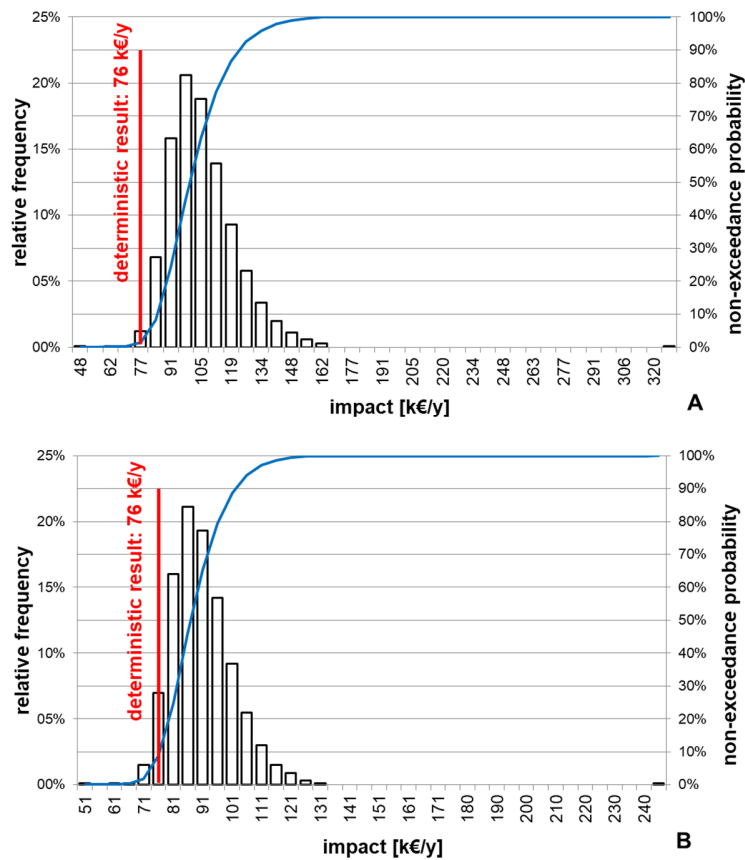 25%
20%
15%
10%
05%
00%
relative frequency
deterministic result: 76 k€/y
100%
90%
80%
70%
60%
50%
40%
30%
20%
10%
0%
non-exceedance probability
48 62 77 91 105 119 134 148 162 177 191 205 220 234 248 263 277 291 306 320
impact [k€/y]
A
25%
20%
15%
10%
05%
00%
relative frequency
deterministic result: 76 k€/y
100%
90%
80%
70%
60%
50%
40%
30%
20%
10%
0%
non-exceedance probability
51 61 71 81 91 101 111 121 131 141 151 161 171 181 191 200 210 220 230 240
impact [k€/y]
B